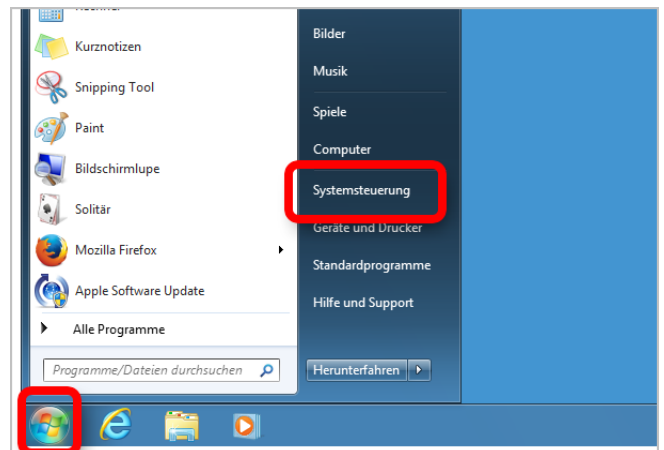 Kurznotizen
Snipping Tool
Paint
Bildschirmlupe
Solitär
Mozilla Firefox
Apple Software Update
Alle Programme
Programme/Dateien durchsuchen
Bilder
Musik
Spiele
Computer
Systemsteuerung
Geräte und Drucker
Standardprogramme
Hilfe und Support
Herunterfahren